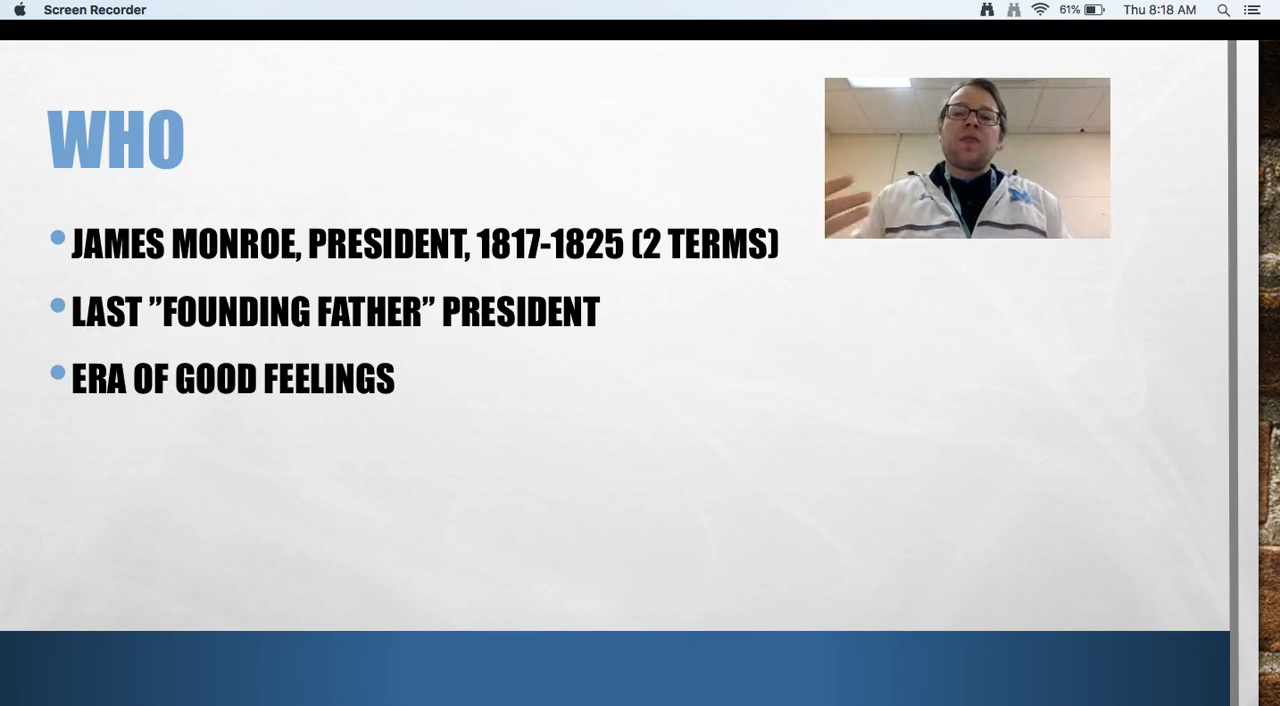 Screen Recorder
61%
Thu 8:18 AM
WHO
JAMES MONROE, PRESIDENT, 1817-1825 (2 TERMS)
LAST ”FOUNDING FATHER” PRESIDENT
ERA OF GOOD FEELINGS